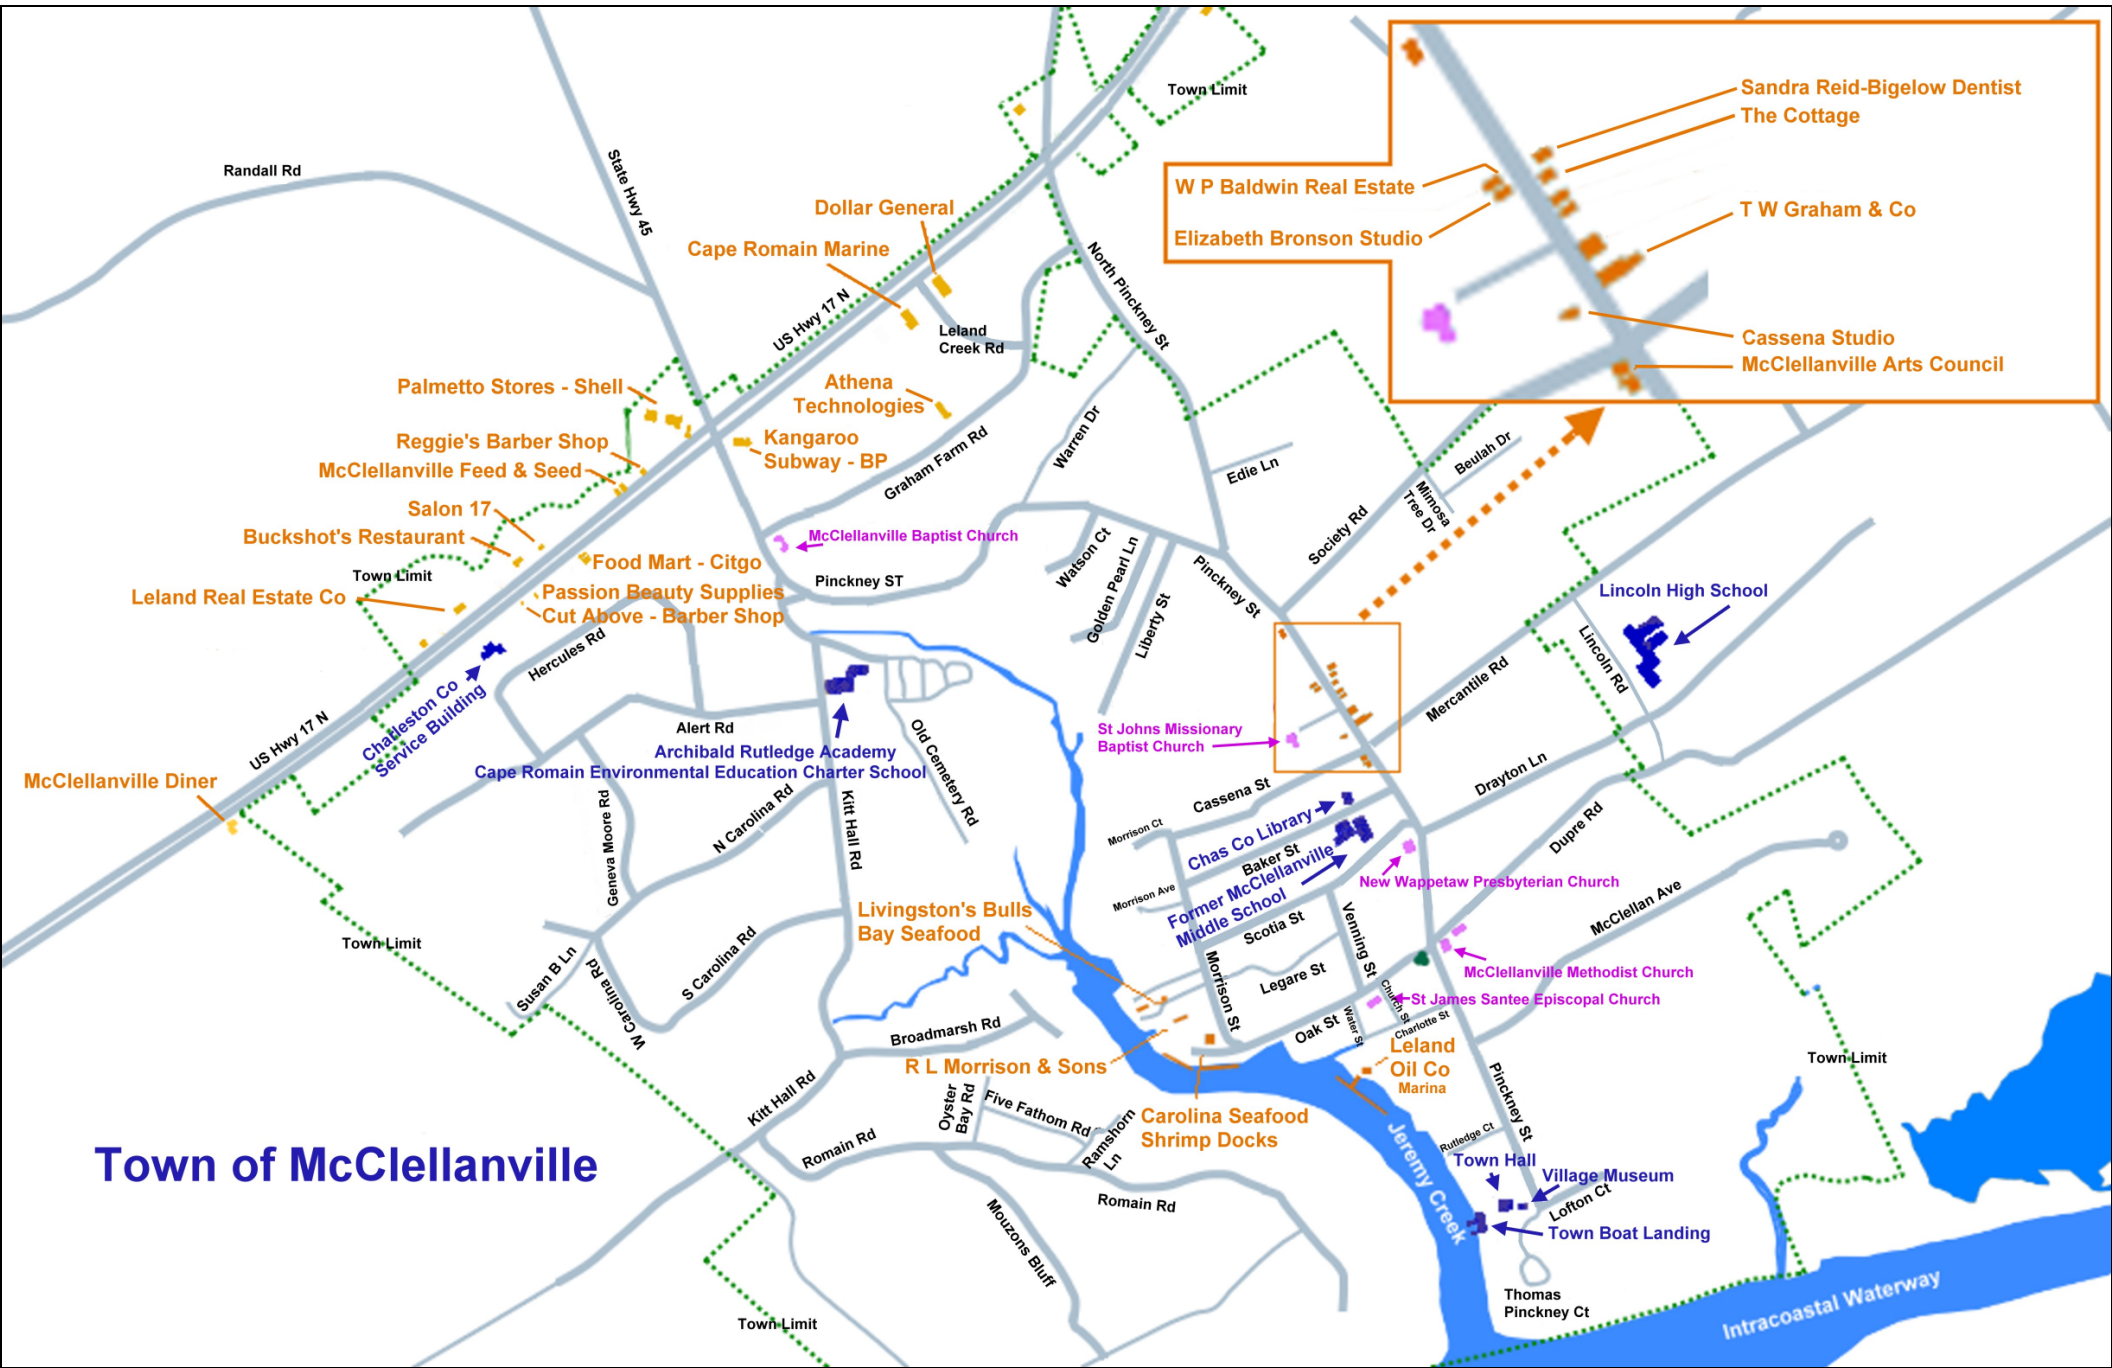 Town Limit
Sandra Reid-Bigelow Dentist
The Cottage
W P Baldwin Real Estate
T W Graham & Co
Elizabeth Bronson Studio
Cassena Studio
McClellanville Arts Council
Randall Rd
State Hwy 45
Dollar General
Cape Romain Marine
US Hwy 17 N
Leland
Creek Rd
North Pinckney St
Palmetto Stores - Shell
Athena
Technologies
Reggie's Barber Shop
Kangaroo
Subway - BP
McClellanville Feed & Seed
Graham Farm Rd
Warren Dr
Edie Ln
Beulah Dr
Mimosa
Tree Dr
Society Rd
Salon 17
Buckshot's Restaurant
McClellanville Baptist Church
Food Mart - Citgo
Town Limit
Pinckney ST
Watson Ct
Golden Pearl Ln
Liberty St
Pinckney St
Leland Real Estate Co
Passion Beauty Supplies
Cut Above - Barber Shop
Lincoln High School
Hercules Rd
Lincoln Rd
Mercantile Rd
Charleston Co
Service Building
US Hwy 17 N
Alert Rd
Old Cemetery Rd
St Johns Missionary
Baptist Church
Archibald Rutledge Academy
Cape Romain Environmental Education Charter School
McClellanville Diner
Geneva Moore Rd
N Carolina Rd
Kitt Hall Rd
Cassena St
Drayton Ln
Morrison Ct
Chas Co Library
Baker St
Dupre Rd
Former McClellanville
Middle School
New Wappetaw Presbyterian Church
Morrison Ave
McClellan Ave
Livingston's Bulls
Bay Seafood
Scotia St
Venning St
Town Limit
Susan B Ln
W Carolina Rd
S Carolina Rd
Morrison St
Legare St
McClellanville Methodist Church
St James Santee Episcopal Church
Church St
Water St
Charlotte St
Oak St
Broadmarsh Rd
R L Morrison & Sons
Leland
Oil Co
Marina
Town Limit
Kitt Hall Rd
Oyster
Bay Rd
Five Fathom Rd
Ramshorn
Ln
Carolina Seafood
Shrimp Docks
Pinckney St
Rutledge Ct
Jeremy Creek
Town of McClellanville
Romain Rd
Town Hall
Village Museum
Lofton Ct
Romain Rd
Mouzons Bluff
Town Boat Landing
Thomas
Pinckney Ct
Intracoastal Waterway
Town Limit